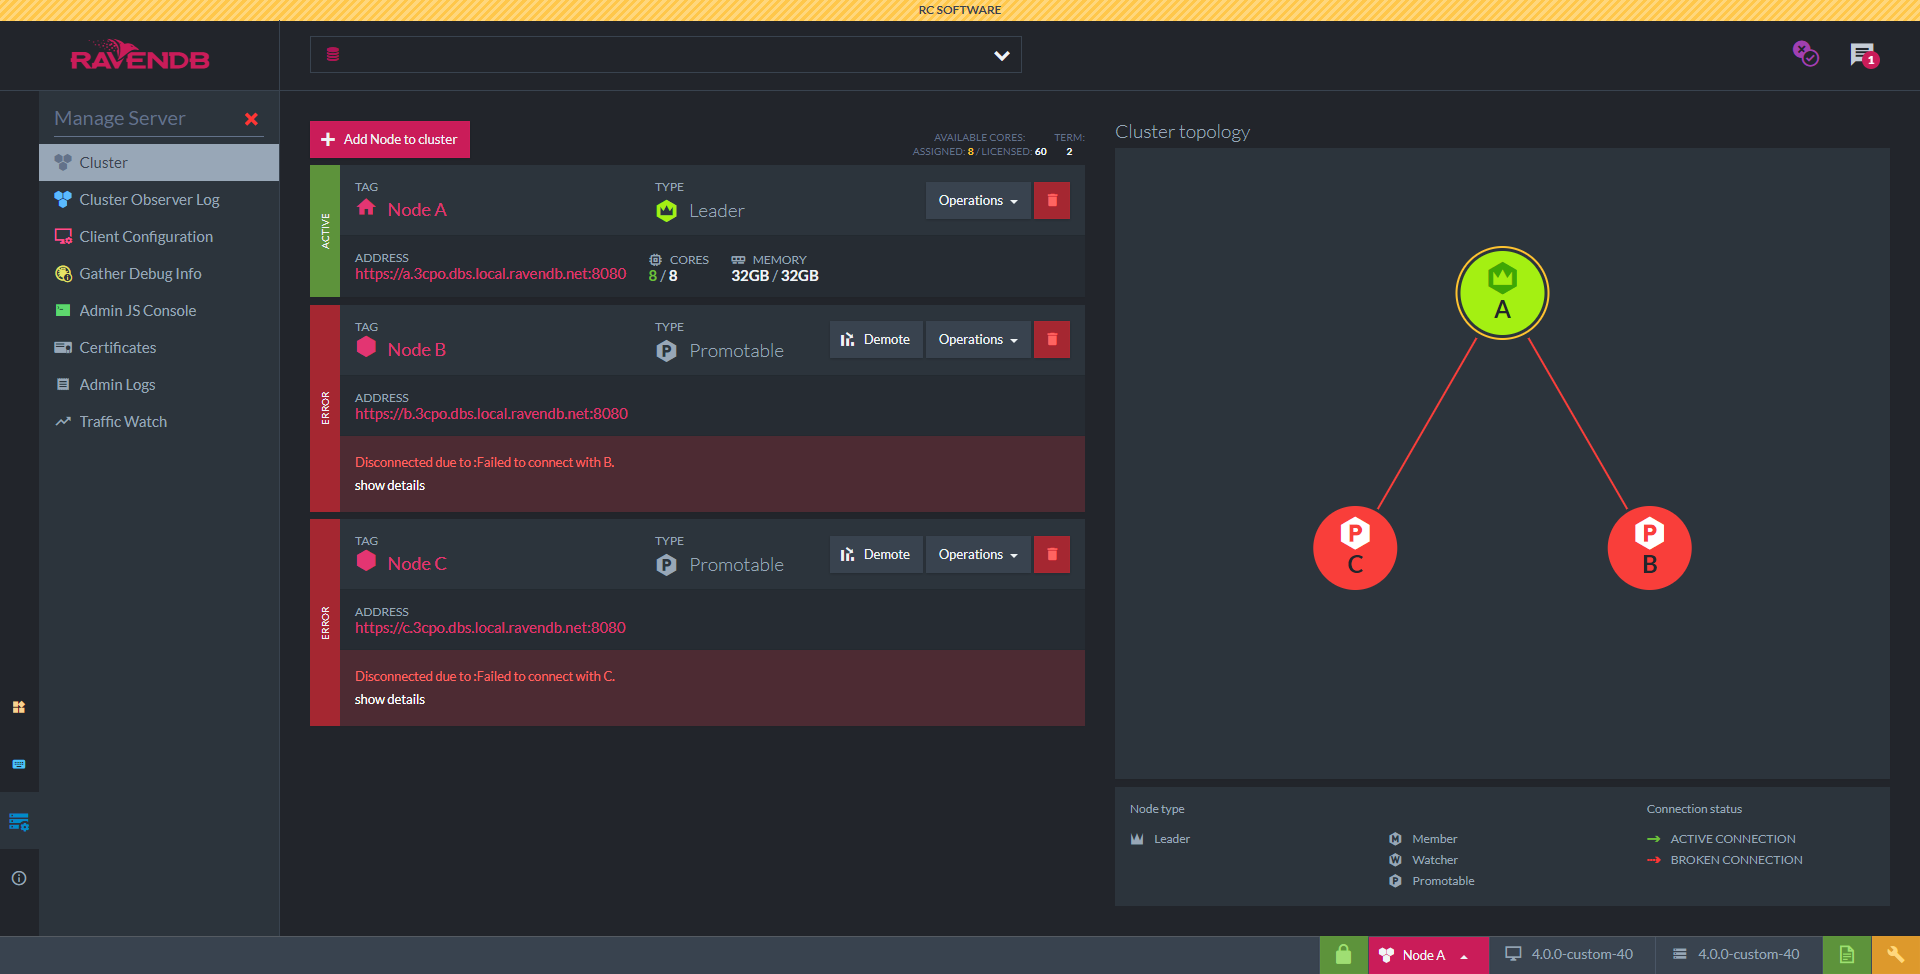 RC SOFTWARE
RAVENDB
1
Manage Server
Cluster
Cluster Observer Log
Client Configuration
Gather Debug Info
Admin JS Console
Certificates
Admin Logs
Traffic Watch
Add Node to cluster
AVAILABLE CORES:
ASSIGNED: 8 / LICENSED: 60
TERM:
2
ACTIVE
TAG
Node A
TYPE
Leader
Operations
ADDRESS
https://a.3cpo.dbs.local.ravendb.net:8080
CORES
8 / 8
MEMORY
32GB / 32GB
ERROR
TAG
Node B
TYPE
P Promotable
Demote
Operations
ADDRESS
https://b.3cpo.dbs.local.ravendb.net:8080
Disconnected due to :Failed to connect with B.
show details
ERROR
TAG
Node C
TYPE
P Promotable
Demote
Operations
ADDRESS
https://c.3cpo.dbs.local.ravendb.net:8080
Disconnected due to :Failed to connect with C.
show details
Cluster topology
A
P
C
P
B
Node type
Leader
M Member
W Watcher
P Promotable
Connection status
ACTIVE CONNECTION
BROKEN CONNECTION
Node A
4.0.0-custom-40
4.0.0-custom-40